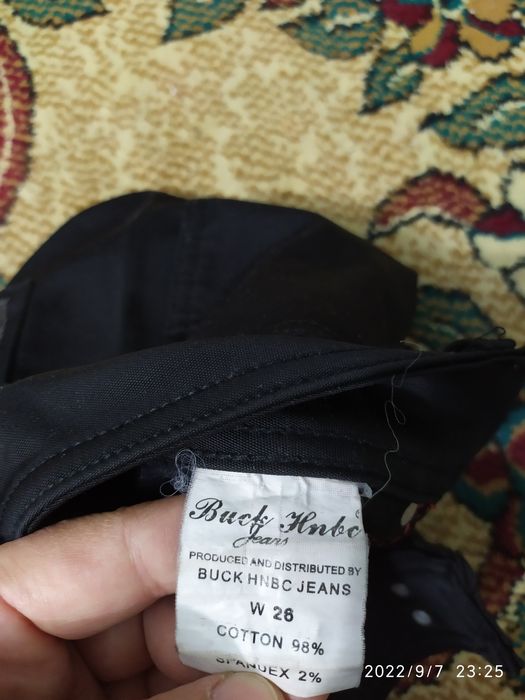 Buck Hnbc
Jeans
PRODUCED AND DISTRIBUTED BY
BUCK HNBC JEANS
W 28
COTTON 98%
SPANDEX 2%
2022/9/7 23:25